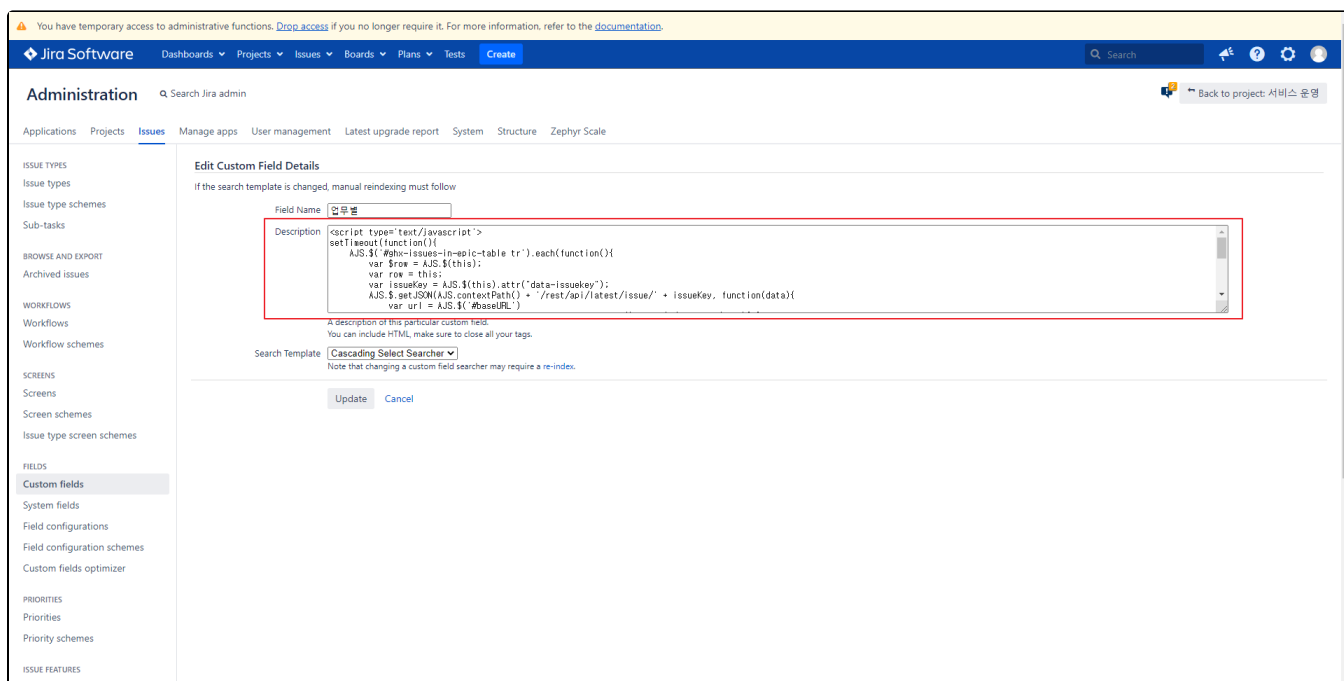 You have temporary access to administrative functions. Drop access if you no longer require it. For more information, refer to the documentation.
Jira Software Dashboards Projects Issues Boards Plans Tests Create Search
Administration Search Jira admin Back to project: 서비스 운영
Applications Projects Issues Manage apps User management Latest upgrade report System Structure Zephyr Scale
ISSUE TYPES
Issue types
Issue type schemes
Sub-tasks
BROWSE AND EXPORT
Archived issues
WORKFLOWS
Workflows
Workflow schemes
SCREENS
Screens
Screen schemes
Issue type screen schemes
FIELDS
Custom fields
System fields
Field configurations
Field configuration schemes
Custom fields optimizer
PRIORITIES
Priorities
Priority schemes
ISSUE FEATURES
Edit Custom Field Details
If the search template is changed, manual reindexing must follow
Field Name 업무별
Description <script type='text/javascript'>
setTimeout(function(){
AJS.$('#ghx-issues-in-epic-table tr').each(function(){
var $row = AJS.$(this);
var row = this;
var issueKey = AJS.$(this).attr("data-issuekey");
AJS.$.getJSON(AJS.contextPath() + '/rest/api/latest/issue/' + issueKey, function(data){
var url = AJS.$('#baseURL')
A description of this particular custom field.
You can include HTML, make sure to close all your tags.
Search Template Cascading Select Searcher
Note that changing a custom field searcher may require a re-index.
Update Cancel